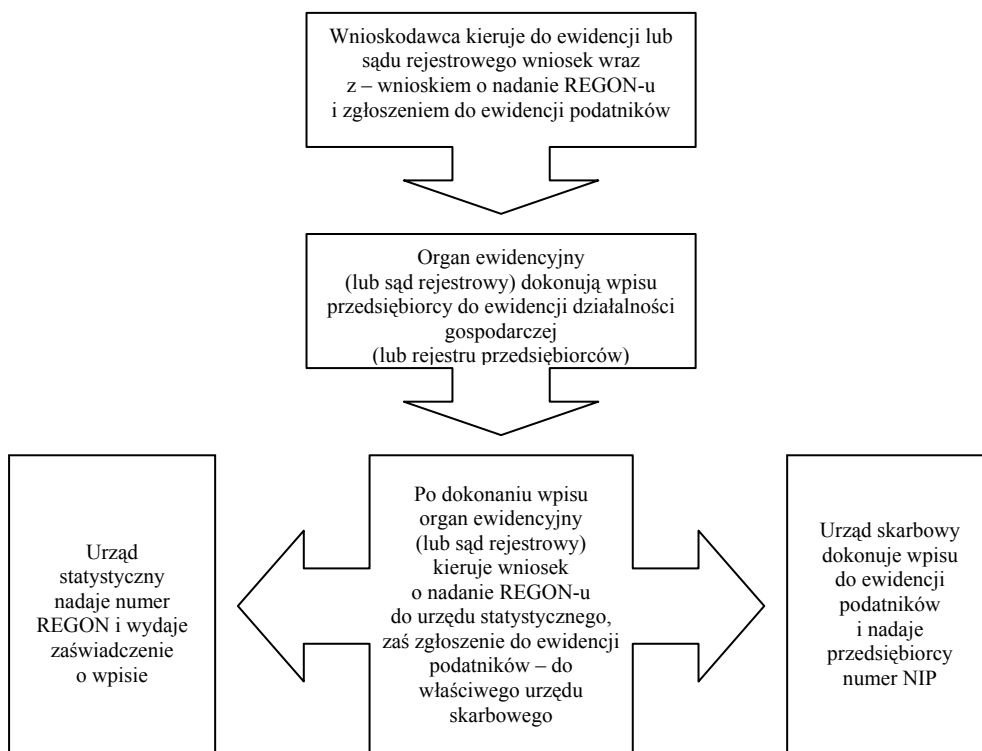 Wnioskodawca kieruje do ewidencji lub
sądu rejestrowego wniosek wraz
z – wnioskiem o nadanie REGON-u
i zgłoszeniem do ewidencji podatników
Organ ewidencyjny
(lub sąd rejestrowy) dokonują wpisu
przedsiębiorcy do ewidencji działalności
gospodarczej
(lub rejestru przedsiębiorców)
Urząd
statystyczny
nadaje numer
REGON i wydaje
zaświadczenie
o wpisie
Po dokonaniu wpisu
organ ewidencyjny
(lub sąd rejestrowy)
kieruje wniosek
o nadanie REGON-u
do urzędu statystycznego,
zaś zgłoszenie do ewidencji
podatników – do
właściwego urzędu
skarbowego
Urząd skarbowy
dokonuje wpisu
do ewidencji
podatników
i nadaje
przedsiębiorcy
numer NIP